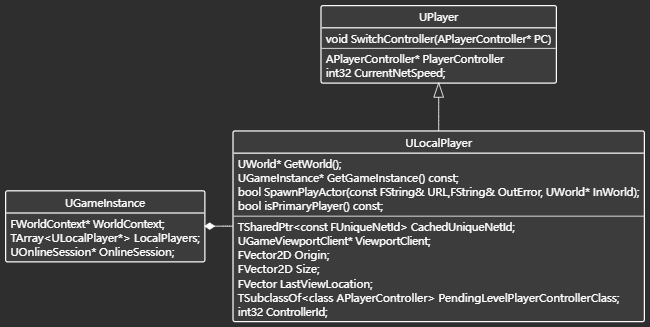 UPlayer
void SwitchController(APlayerController* PC)
APlayerController* PlayerController
int32 CurrentNetSpeed;
ULocalPlayer
UWorld* GetWorld();
UGameInstance* GetGameInstance() const;
bool SpawnPlayActor(const FString& URL,FString& OutError, UWorld* InWorld);
bool isPrimaryPlayer() const;
TSharedPtr<const FUniqueNetId> CachedUniqueNetId;
UGameViewportClient* ViewportClient;
FVector2D Origin;
FVector2D Size;
FVector LastViewLocation;
TSubclassOf<class APlayerController> PendingLevelPlayerControllerClass;
int32 ControllerId;
UGameInstance
FWorldContext* WorldContext;
TArray<ULocalPlayer*> LocalPlayers;
UOnlineSession* OnlineSession;